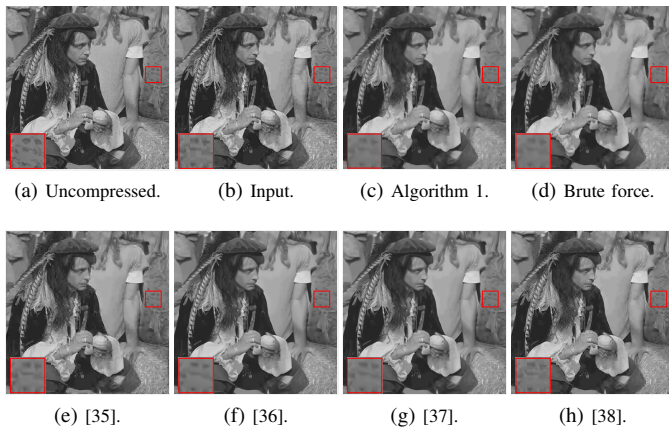 (a) Uncompressed.
(b) Input.
(c) Algorithm 1.
(d) Brute force.
(e) [35].
(f) [36].
(g) [37].
(h) [38].